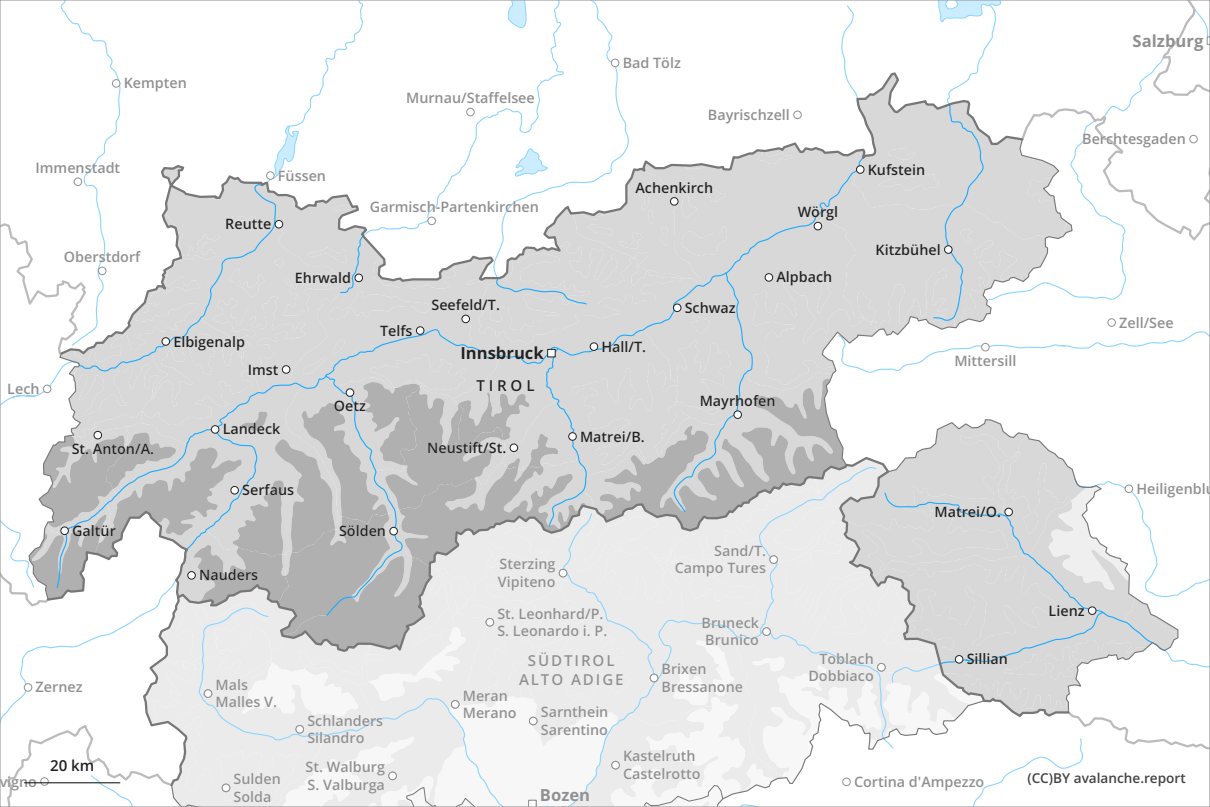 Salzburg
Bad Tölz
Kempten
Murnau/Staffelsee
Bayrischzell
Berchtesgaden
Immenstadt
Füssen
Kufstein
Achenkirch
Garmisch-Partenkirchen
Wörgl
Reutte
Kitzbühel
Oberstdorf
Ehrwald
Alpbach
Seefeld/T.
Schwaz
Zell/See
Telfs
Elbigenalp
Innsbruck
Hall/T.
Mittersill
Imst
TIROL
Lech
Oetz
Mayrhofen
Landeck
Matrei/B.
St. Anton/A.
Neustift/St.
Serfaus
Heiligenblu
Matrei/O.
Galtür
Sölden
Sand/T.
Campo Tures
Sterzing
Vipiteno
Nauders
Lienz
St. Leonhard/P.
S. Leonardo i. P.
Bruneck
Brunico
SÜDTIROL
ALTO ADIGE
Toblach
Dobbiaco
Sillian
Brixen
Bressanone
Zernez
Mals
Malles V.
Meran
Merano
Sarnthein
Sarentino
Schlanders
Silandro
Kastelruth
Castelrotto
20 km
St. Walburg
S. Valburga
vigno
Sulden
Solda
Cortina d'Ampezzo
(CC)BY avalanche.report
Bozen